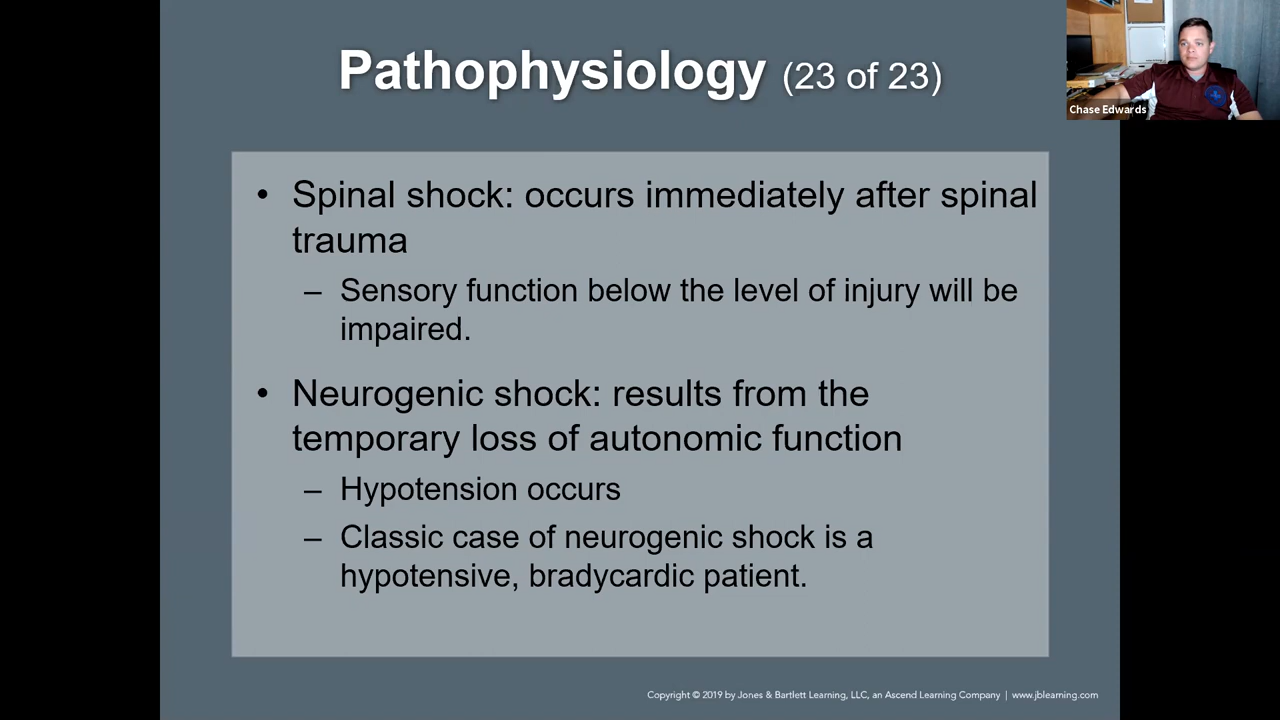 Pathophysiology (23 of 23)
Chase Edwards
• Spinal shock: occurs immediately after spinal
trauma
– Sensory function below the level of injury will be
impaired.
• Neurogenic shock: results from the
temporary loss of autonomic function
– Hypotension occurs
– Classic case of neurogenic shock is a
hypotensive, bradycardic patient.
Copyright © 2019 by Jones & Bartlett Learning, LLC, an Ascend Learning Company | www.jblearning.com